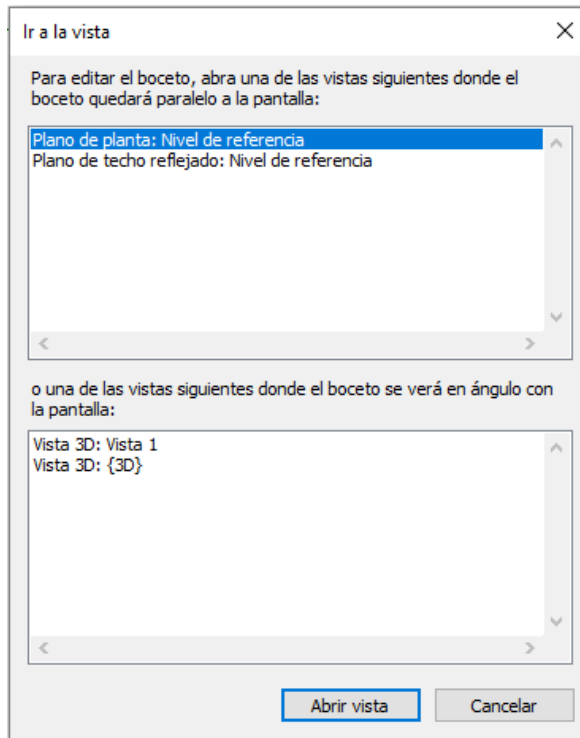 Ir a la vista
Para editar el boceto, abra una de las vistas siguientes donde el
boceto quedará paralelo a la pantalla:
Plano de planta: Nivel de referencia
Plano de techo reflejado: Nivel de referencia
o una de las vistas siguientes donde el boceto se verá en ángulo con
la pantalla:
Vista 3D: Vista 1
Vista 3D: {3D}
Abrir vista
Cancelar